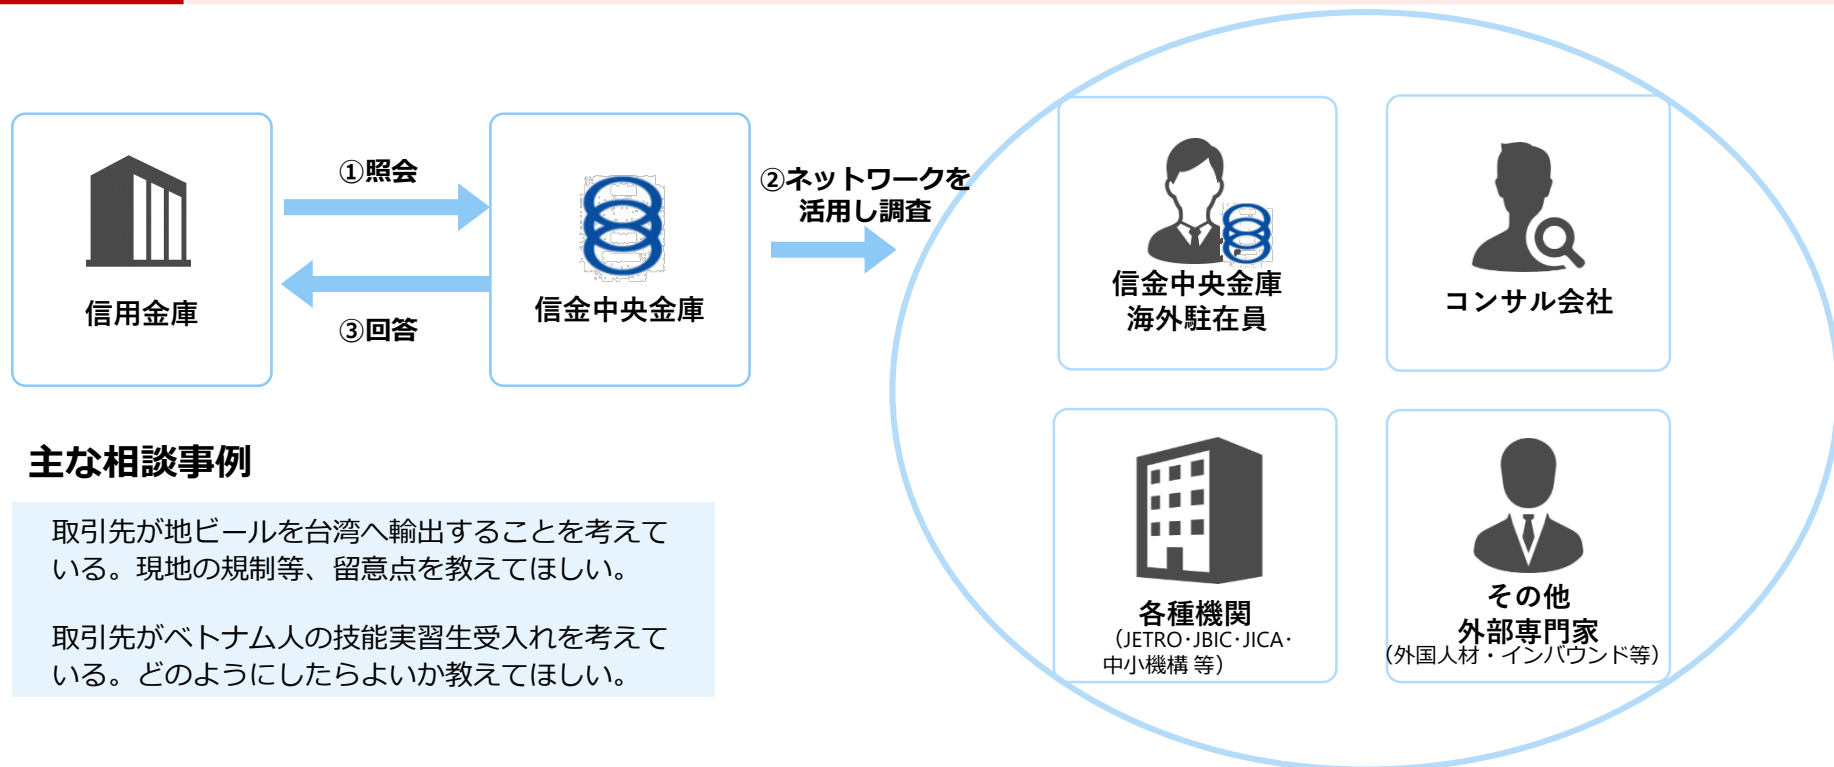 ①照会
②ネットワークを
活用し調査
③回答
信用金庫
信金中央金庫
信金中央金庫
海外駐在員
コンサル会社
各種機関
（JETRO･JBIC･JICA･
中小機構 等）
その他
外部専門家
（外国人材・インバウンド等）
主な相談事例
取引先が地ビールを台湾へ輸出することを考えて
いる。現地の規制等、留意点を教えてほしい。
取引先がベトナム人の技能実習生受入れを考えて
いる。どのようにしたらよいか教えてほしい。